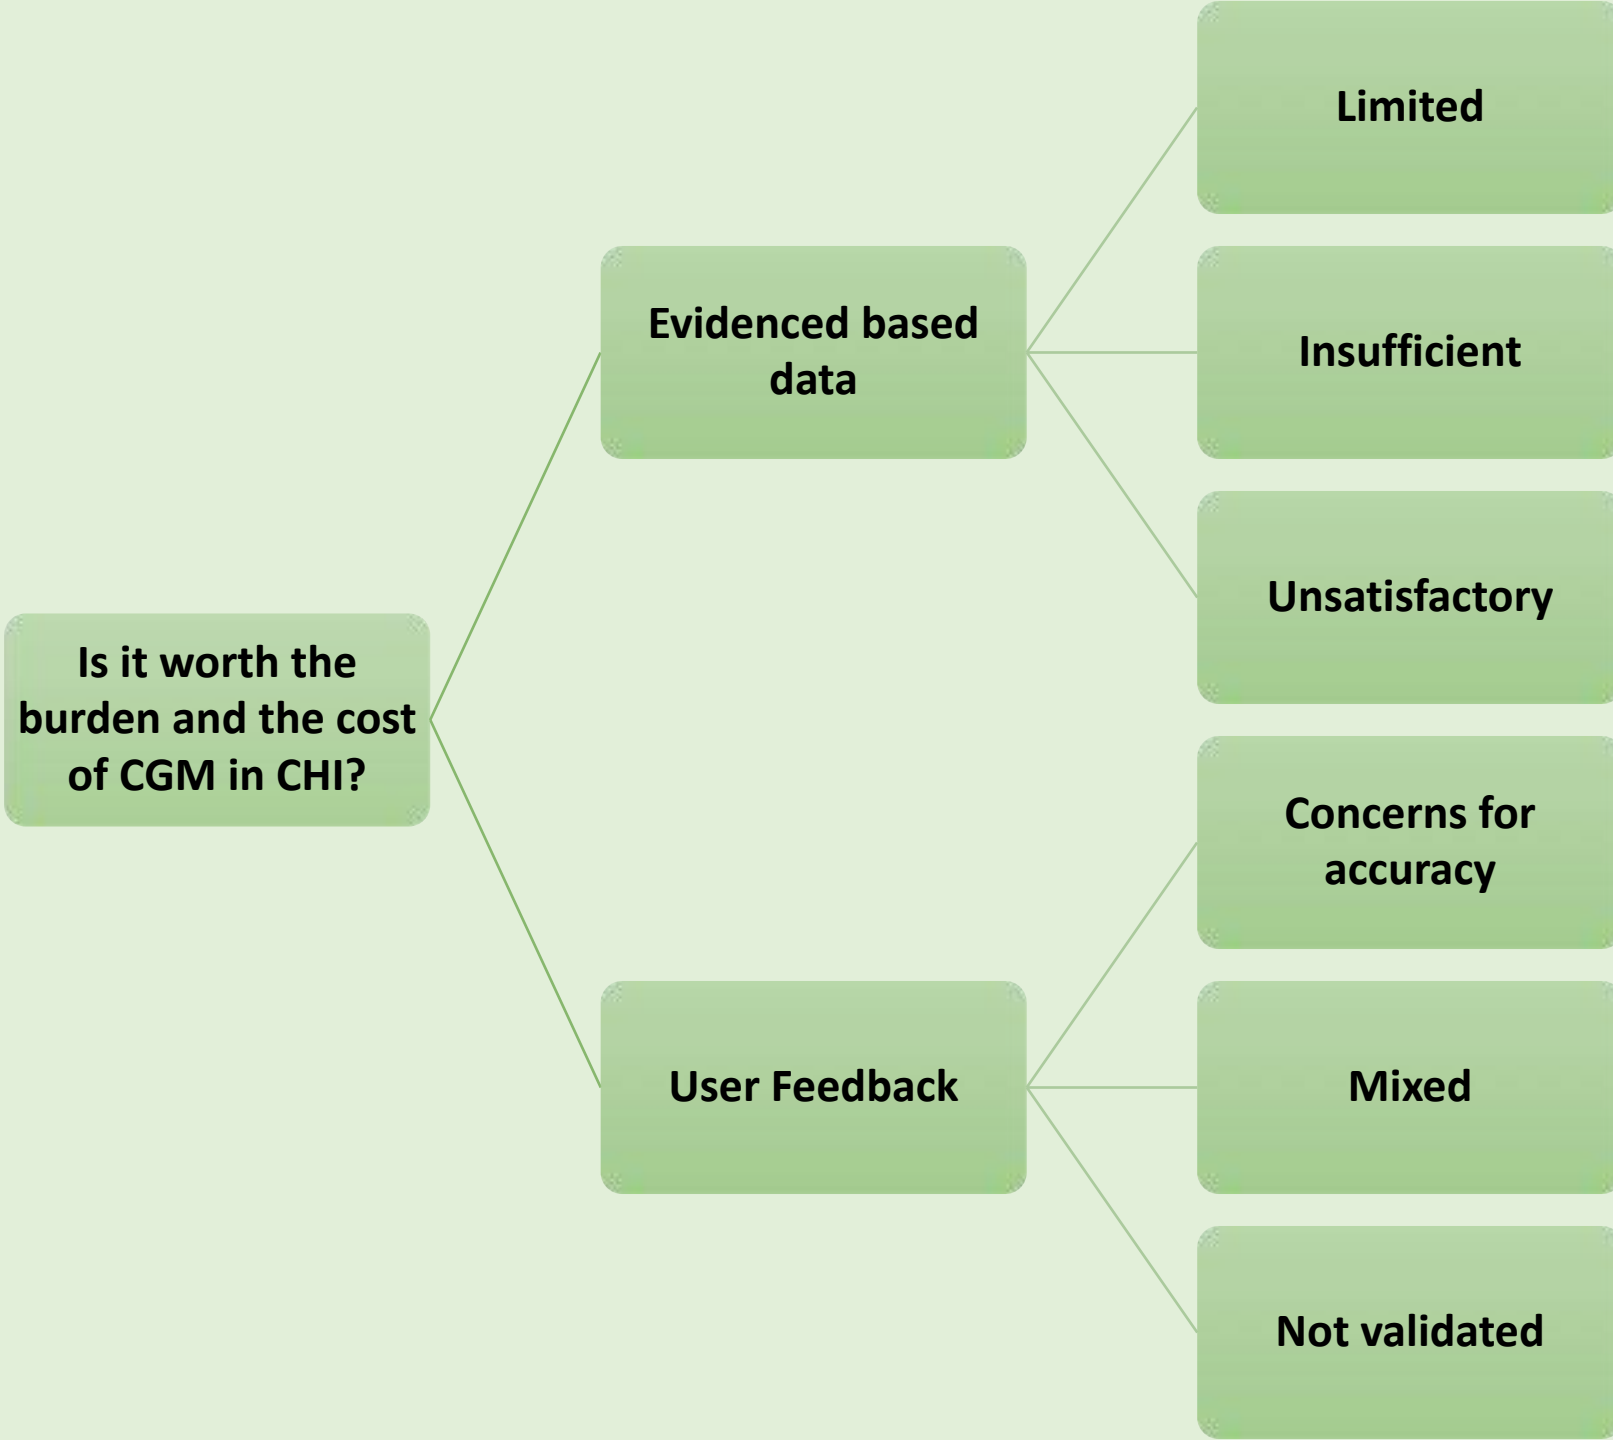 Is it worth the
burden and the cost
of CGM in CHI?
Evidenced based
data
Limited
Insufficient
Unsatisfactory
User Feedback
Concerns for
accuracy
Mixed
Not validated